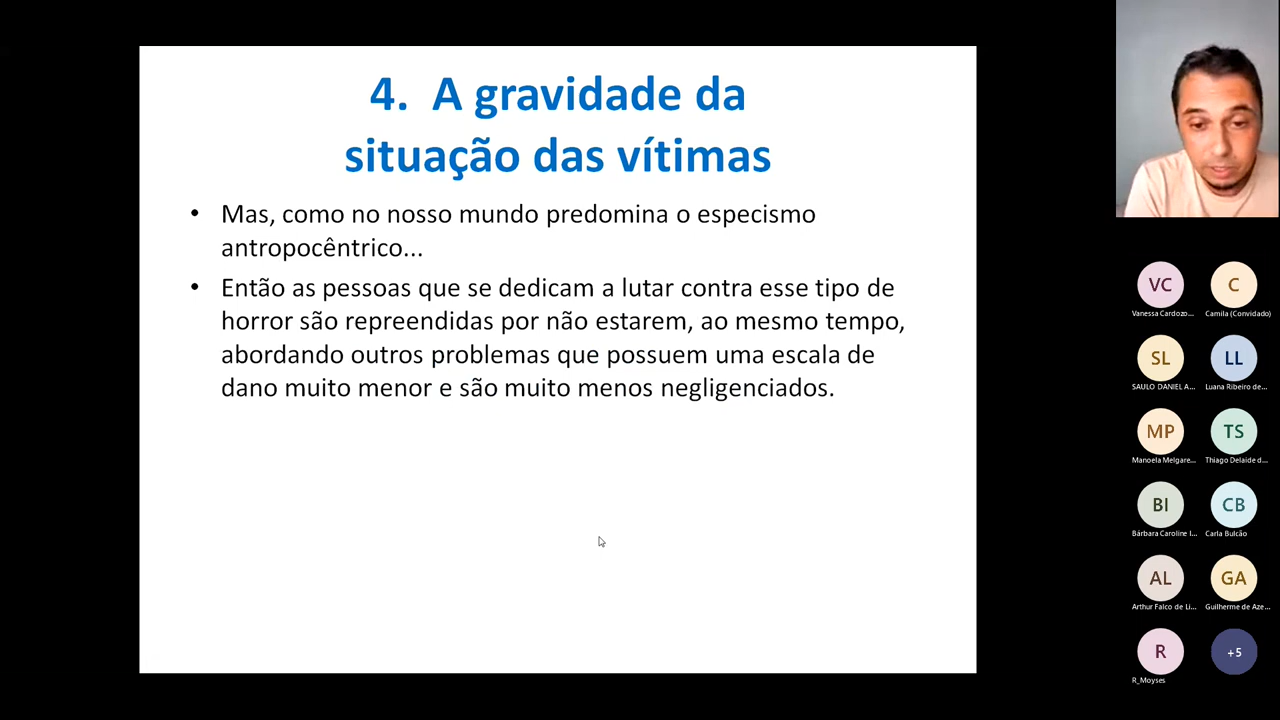 4. A gravidade da
situação das vítimas
• Mas, como no nosso mundo predomina o especismo
antropocêntrico...
• Então as pessoas que se dedicam a lutar contra esse tipo de
horror são repreendidas por não estarem, ao mesmo tempo,
abordando outros problemas que possuem uma escala de
dano muito menor e são muito menos negligenciados.
VC
Vanessa Cardozo...
C
Camila (Convidado)
SL
SAULO DANIEL A...
LL
Luana Ribeiro de...
MP
Manoela Melgare...
TS
Thiago Delaide d...
BI
Bárbara Caroline I...
CB
Carla Bulcão
AL
Arthur Falco de Li...
GA
Guilherme de Aze...
R
R_Moyses
+5